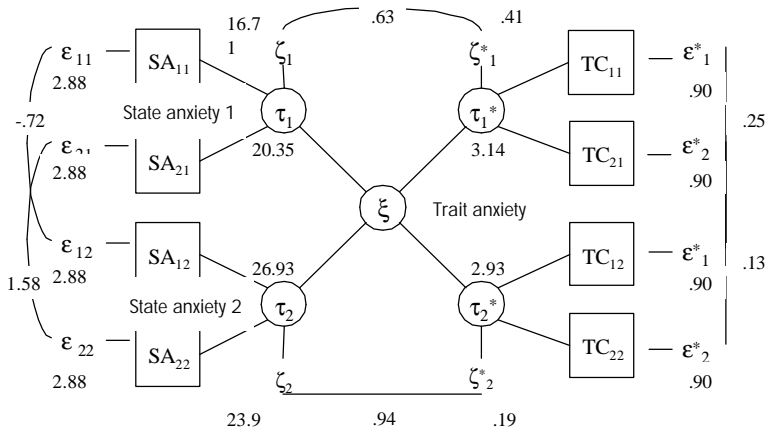 16.7
1
.63
.41
ε11
ζ1
ζ*1
ε*1
2.88
SA11
TC11
.90
State anxiety 1
τ1
τ1*
-.72
.25
ε21
SA21
20.35
3.14
TC21
ε*2
2.88
.90
ξ
Trait anxiety
ε12
SA12
26.93
2.93
TC12
ε*1
2.88
.90
1.58
.13
State anxiety 2
τ2
τ2*
ε22
SA22
TC22
ε*2
2.88
ζ2
ζ*2
.90
23.9
.94
.19